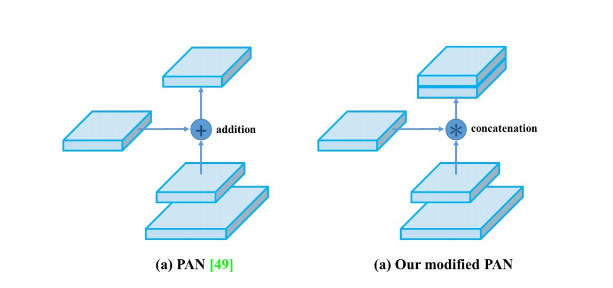 addition
concatenation
(a) PAN [49]
(a) Our modified PAN